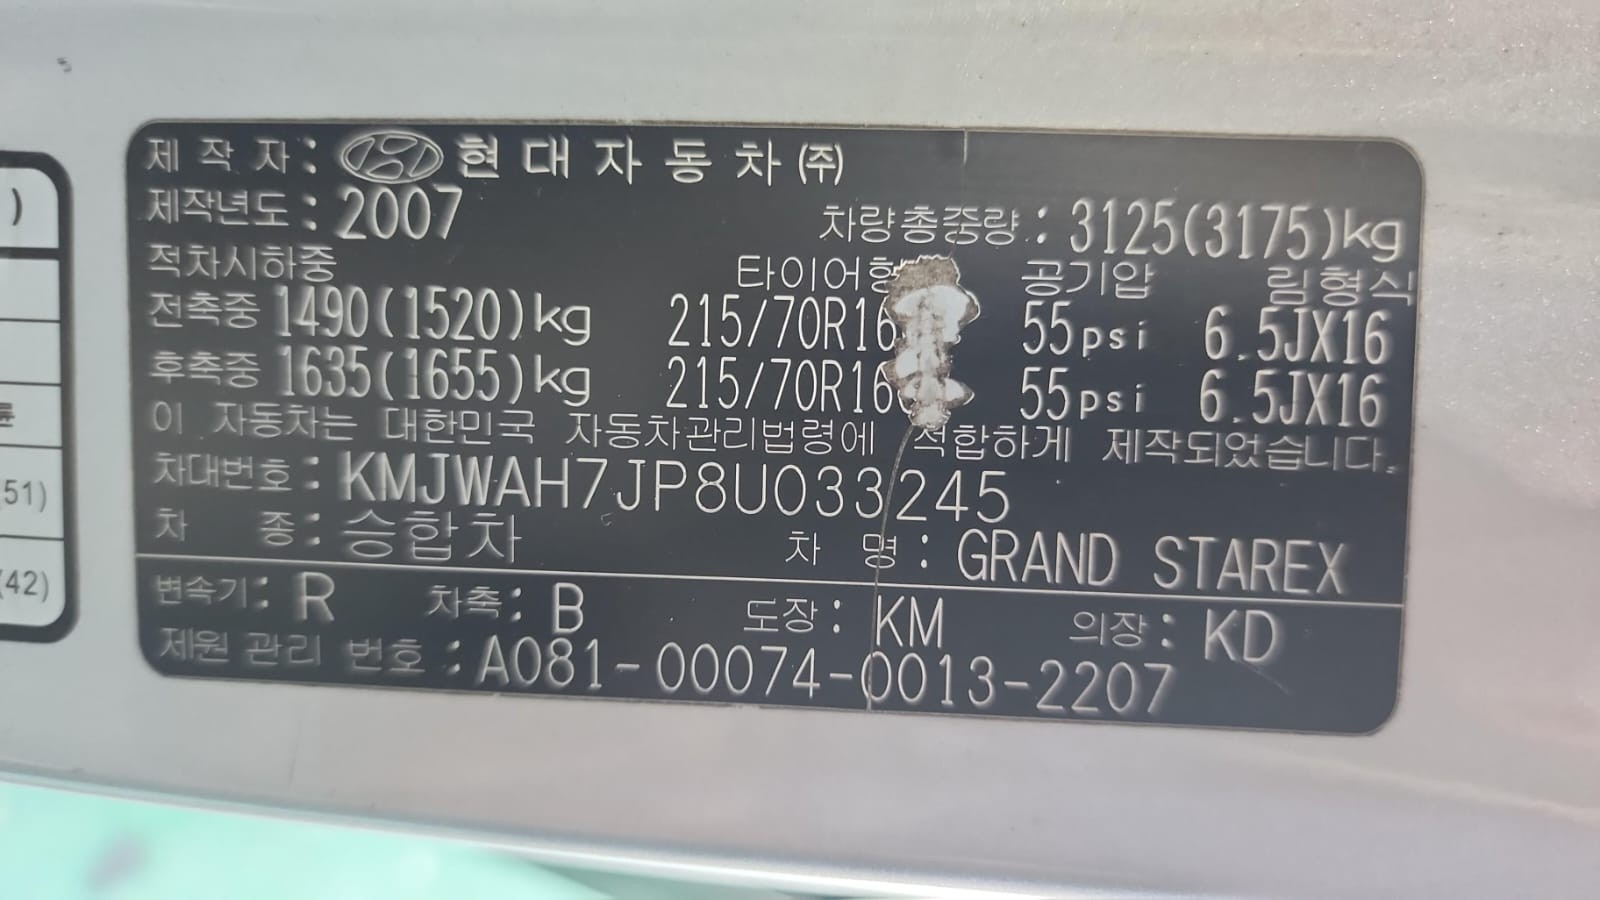 제 작 자 : 현 대 자 동 차 (주)
제작년도 : 2007
차량총중량 : 3125(3175)kg
적차시하중 타이어형 공기압 림형식
전축중 1490(1520)kg 215/70R16 55psi 6.5JX16
후축중 1635(1655)kg 215/70R16 55psi 6.5JX16
이 자동차는 대한민국 자동차관리법령에 적합하게 제작되었습니다.
차대번호 : KMJWAH7JP8U033245
차 종 : 승합차 차 명 : GRAND STAREX
변속기 : R 차축 : B 도장 : KM 의장 : KD
제원 관리 번호 : A081-00074-0013-2207
)
륜
(51)
(42)